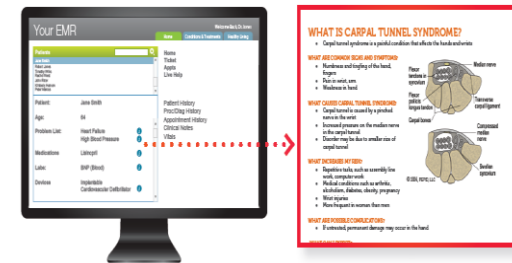 Your EMR
Welcome Back, Dr. Jones
Home Conditions & Treatments Healthy Living
Patients
Jane Smith
Home
Ticket
Appts
Live Help
Patient: Jane Smith
Age: 64
Problem List: Heart Failure
High Blood Pressure
Medications: Lisinopril
Labs: BNP (Blood)
Devices Implantable
Cardioverter Defibrillator
Patient History
Proc/Diag History
Appointment History
Clinical Notes
Vitals
WHAT IS CARPAL TUNNEL SYNDROME?
• Carpal tunnel syndrome is a painful condition that affects the hands and wrists
WHAT ARE COMMON SIGNS AND SYMPTOMS?
• Numbness and tingling of the hand,
fingers
• Pain in wrist, arm
• Weakness in hand
WHAT CAUSES CARPAL TUNNEL SYNDROME?
• Carpal tunnel is caused by a pinched
nerve in the wrist
• Increased pressure on the median nerve
in the carpal tunnel
• Disorder may be due to smaller size of
carpal tunnel
WHAT INCREASES MY RISK?
• Repetitive tasks, such as assembly line
work, computer work
• Medical conditions such as arthritis,
alcoholism, diabetes, obesity, pregnancy
• Wrist injuries
• More frequent in women than men
WHAT ARE POSSIBLE COMPLICATIONS?
• If untreated, permanent damage may occur in the hand
Median nerve
Flexor
tendons in
synovium
Flexor
pollicis
longus tendon
Transverse
carpal ligament
Carpal bones
Compressed
median
nerve
Swollen
synovium